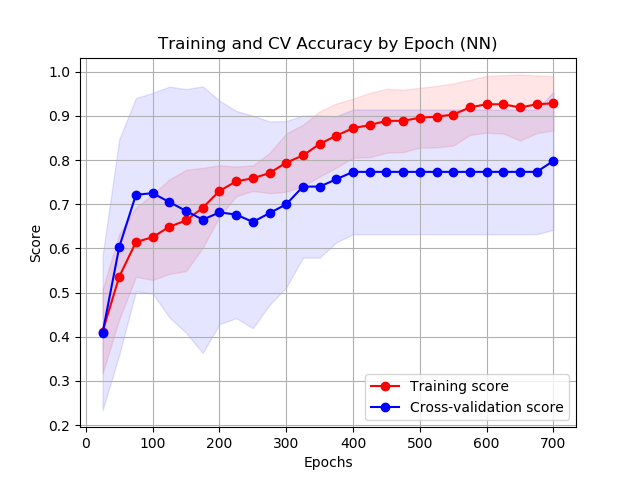 Training and CV Accuracy by Epoch (NN)
1.0
0.9
0.8
0.7
0.6
0.5
0.4
0.3
0.2
Score
0 100 200 300 400 500 600 700
Epochs
Training score
Cross-validation score